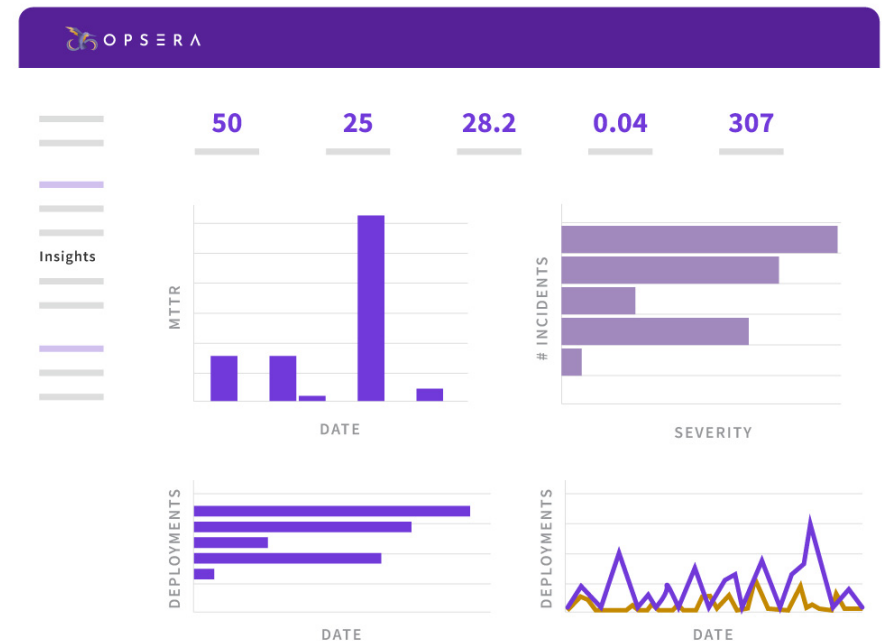 OPSERA
50
25
28.2
0.04
307
Insights
MTTR
DATE
# INCIDENTS
SEVERITY
DEPLOYMENTS
DATE
DEPLOYMENTS
DATE